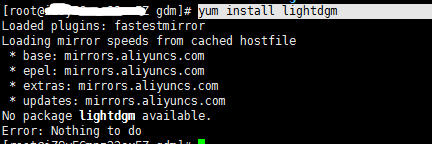 [root@ gdm]# yum install lightdgm
Loaded plugins: fastestmirror
Loading mirror speeds from cached hostfile
* base: mirrors.aliyuncs.com
* epel: mirrors.aliyuncs.com
* extras: mirrors.aliyuncs.com
* updates: mirrors.aliyuncs.com
No package lightdgm available.
Error: Nothing to do